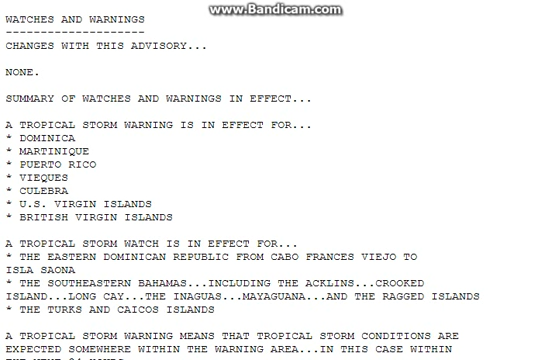 www.Bandicam.com
WATCHES AND WARNINGS
--------------------
CHANGES WITH THIS ADVISORY...
NONE.
SUMMARY OF WATCHES AND WARNINGS IN EFFECT...
A TROPICAL STORM WARNING IS IN EFFECT FOR...
* DOMINICA
* MARTINIQUE
* PUERTO RICO
* VIEQUES
* CULEBRA
* U.S. VIRGIN ISLANDS
* BRITISH VIRGIN ISLANDS
A TROPICAL STORM WATCH IS IN EFFECT FOR...
* THE EASTERN DOMINICAN REPUBLIC FROM CABO FRANCES VIEJO TO
ISLA SAONA
* THE SOUTHEASTERN BAHAMAS...INCLUDING THE ACKLINS...CROOKED
ISLAND...LONG CAY...THE INAGUAS...MAYAGUANA...AND THE RAGGED ISLANDS
* THE TURKS AND CAICOS ISLANDS
A TROPICAL STORM WARNING MEANS THAT TROPICAL STORM CONDITIONS ARE
EXPECTED SOMEWHERE WITHIN THE WARNING AREA...IN THIS CASE WITHIN